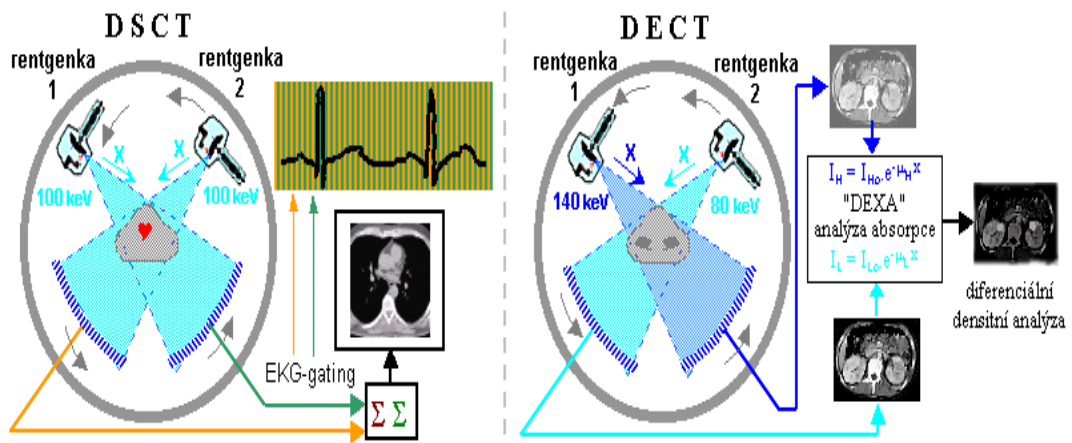 DSCT
rentgenka
1
rentgenka
2
X
X
100 keV
100 keV
EKG-gating
Σ Σ
DECT
rentgenka
1
rentgenka
2
X
X
140 keV
80 keV
I_H = I_Ho.e^-μ_H X
"DEXA"
analýza absorpce
I_L = I_Lo.e^-μ_L X
diferenciální
densitní analýza